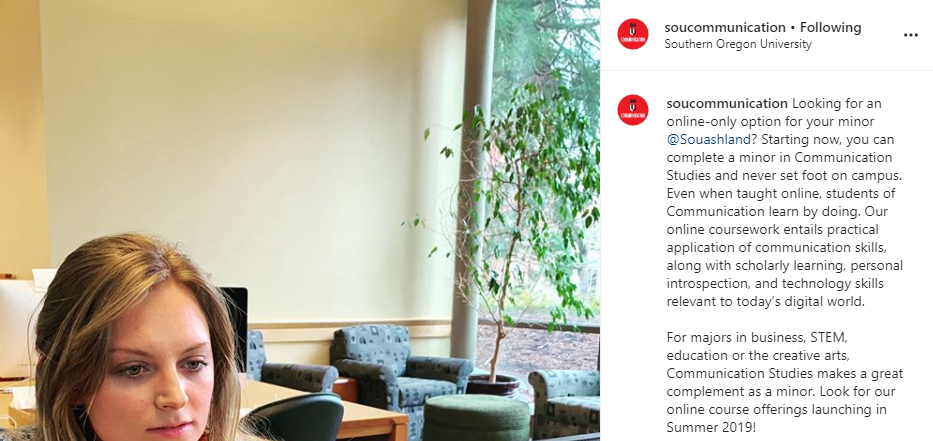 soucommunication • Following
Southern Oregon University
soucommunication Looking for an
online-only option for your minor
@Souashland? Starting now, you can
complete a minor in Communication
Studies and never set foot on campus.
Even when taught online, students of
Communication learn by doing. Our
online coursework entails practical
application of communication skills,
along with scholarly learning, personal
introspection, and technology skills
relevant to today’s digital world.
For majors in business, STEM,
education or the creative arts,
Communication Studies makes a great
complement as a minor. Look for our
online course offerings launching in
Summer 2019!